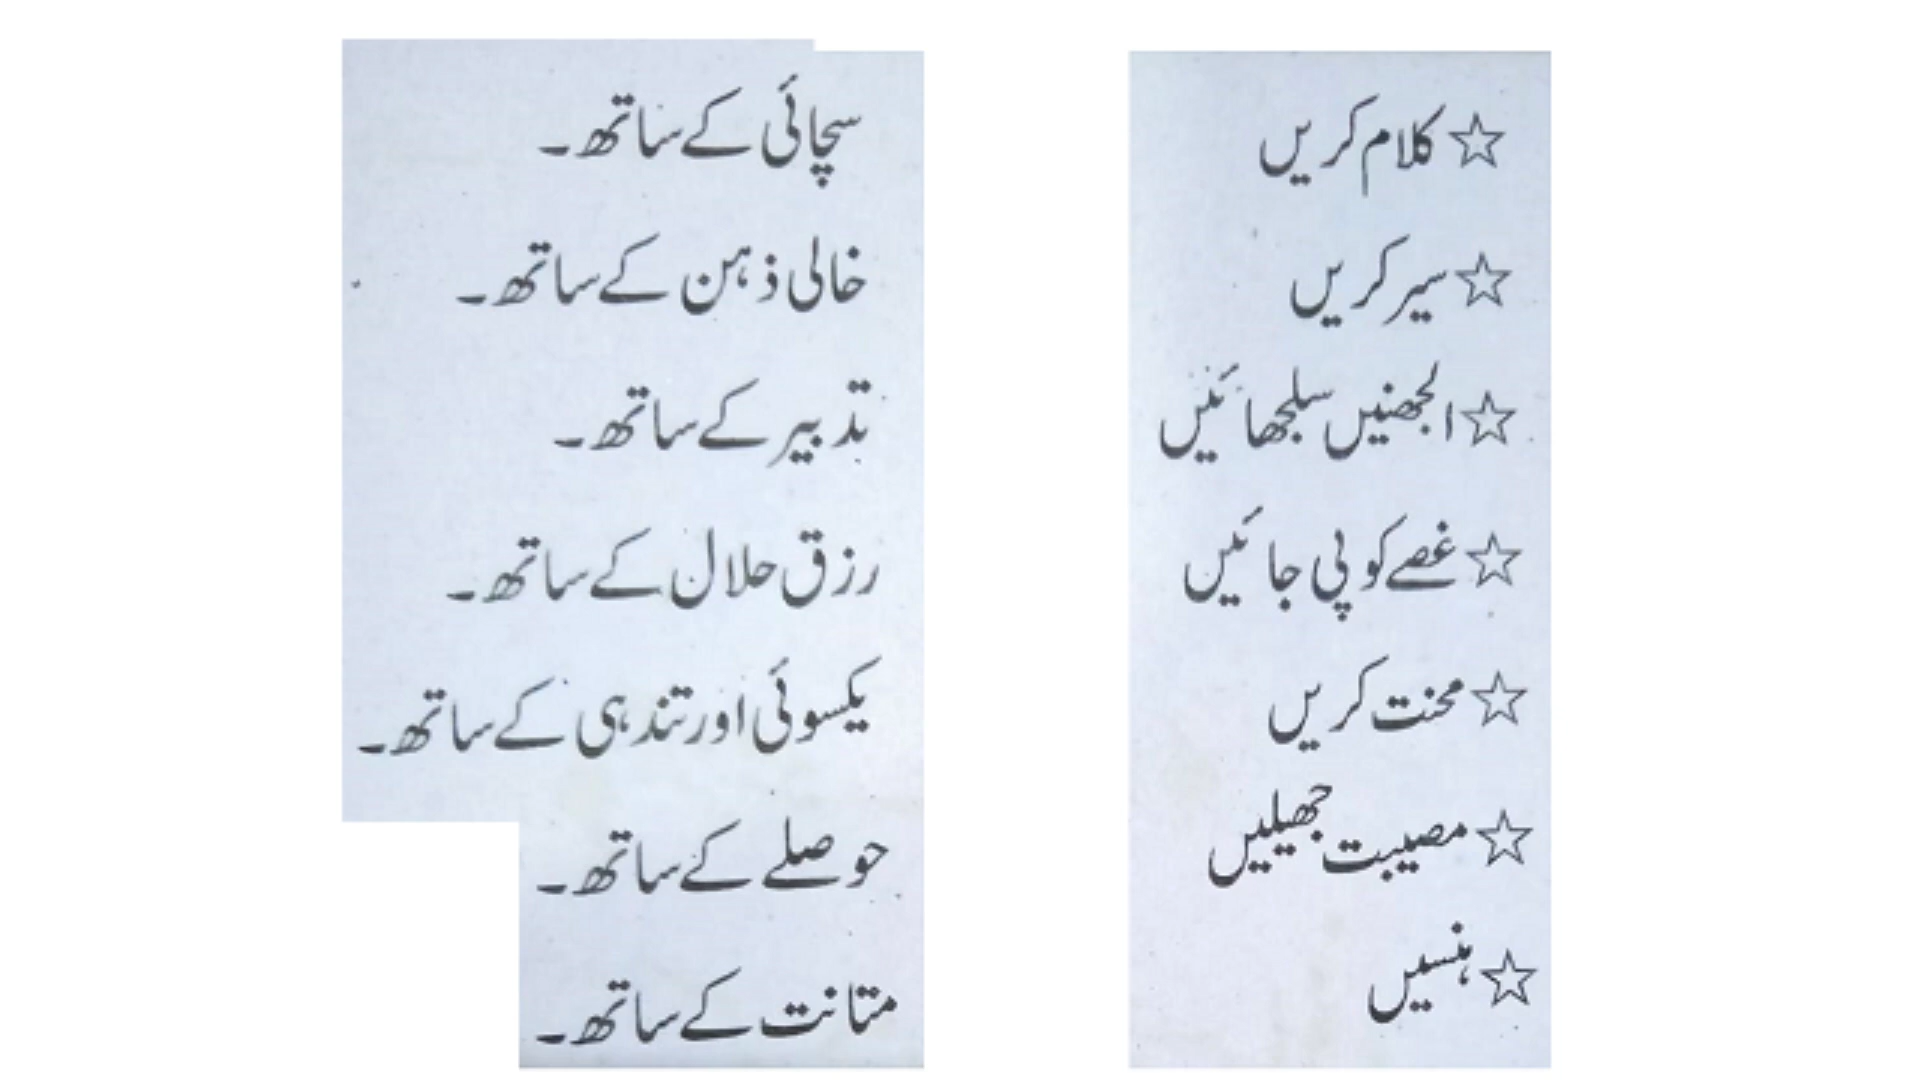 ☆ کلام کریں سچائی کے ساتھ۔
☆ سیر کریں خالی ذہن کے ساتھ۔
☆ الجھنیں سلجھائیں تدبیر کے ساتھ۔
☆ غصے کو پی جائیں رزق حلال کے ساتھ۔
☆ محنت کریں یکسوئی اور تندہی کے ساتھ۔
☆ مصیبت جھیلیں حوصلے کے ساتھ۔
☆ ہنسیں متانت کے ساتھ۔